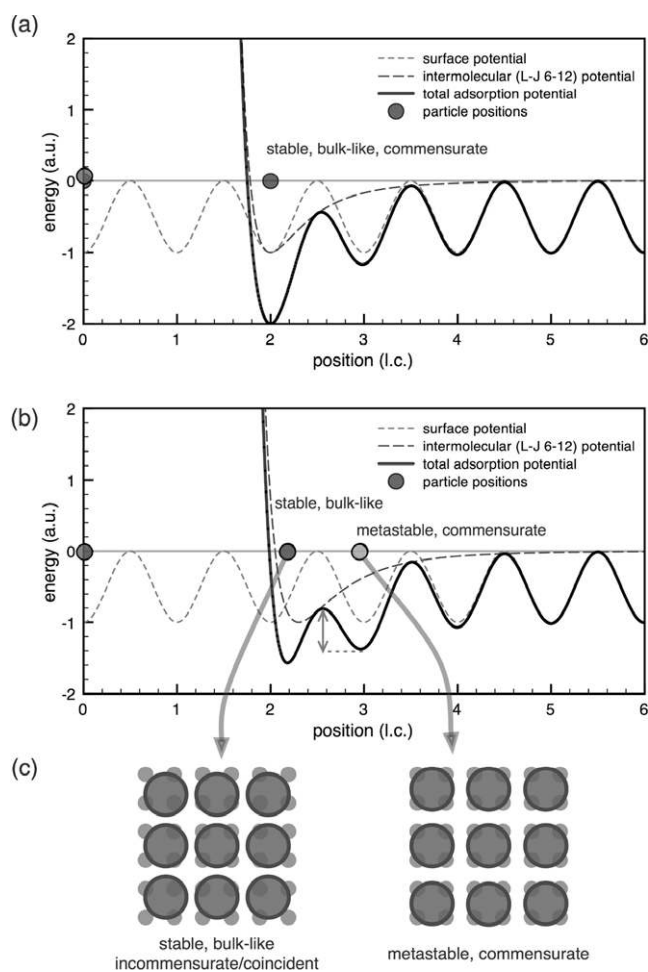 (a)
2
1
0
-1
-2
energy (a.u.)
surface potential
intermolecular (L-J 6-12) potential
total adsorption potential
particle positions
stable, bulk-like, commensurate
0 1 2 3 4 5 6
position (l.c.)
(b)
2
1
0
-1
-2
energy (a.u.)
surface potential
intermolecular (L-J 6-12) potential
total adsorption potential
particle positions
stable, bulk-like
metastable, commensurate
0 1 2 3 4 5 6
position (l.c.)
(c)
stable, bulk-like
incommensurate/coincident
metastable, commensurate